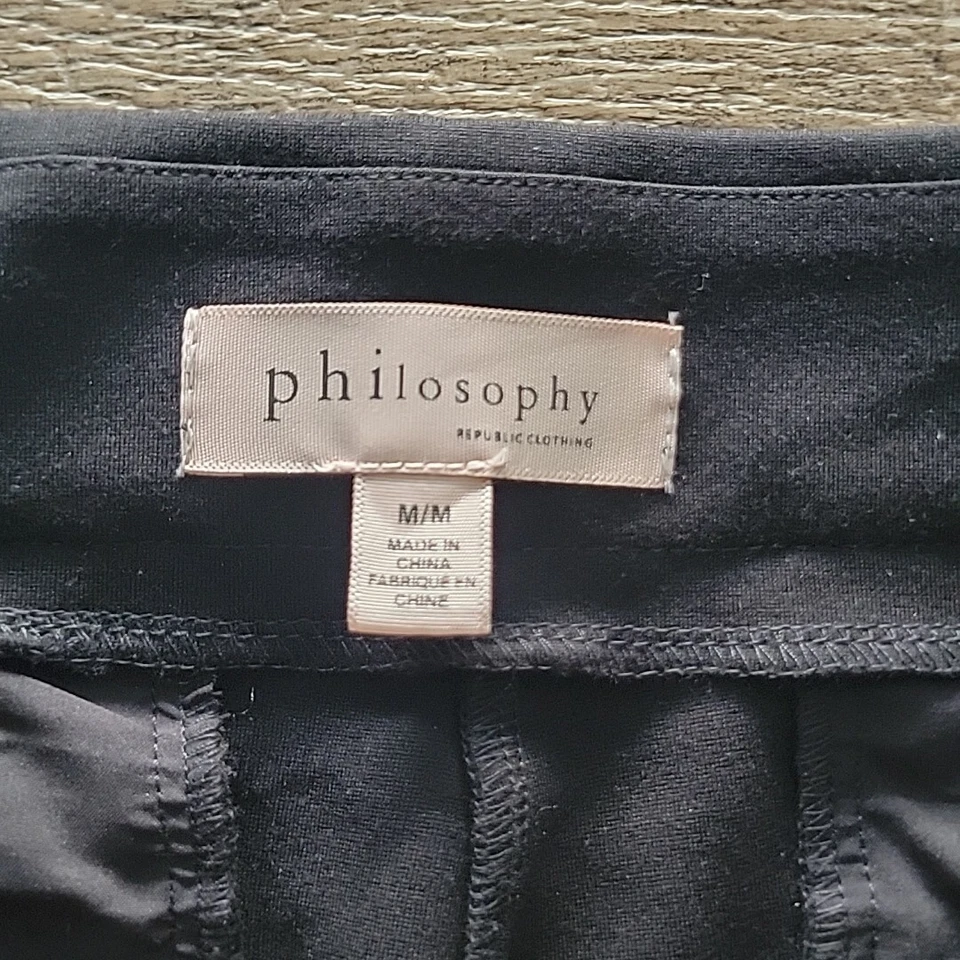 philosophy
REPUBLIC CLOTHING
M/M
MADE IN
CHINA
FABRIQUÉ EN
CHINE